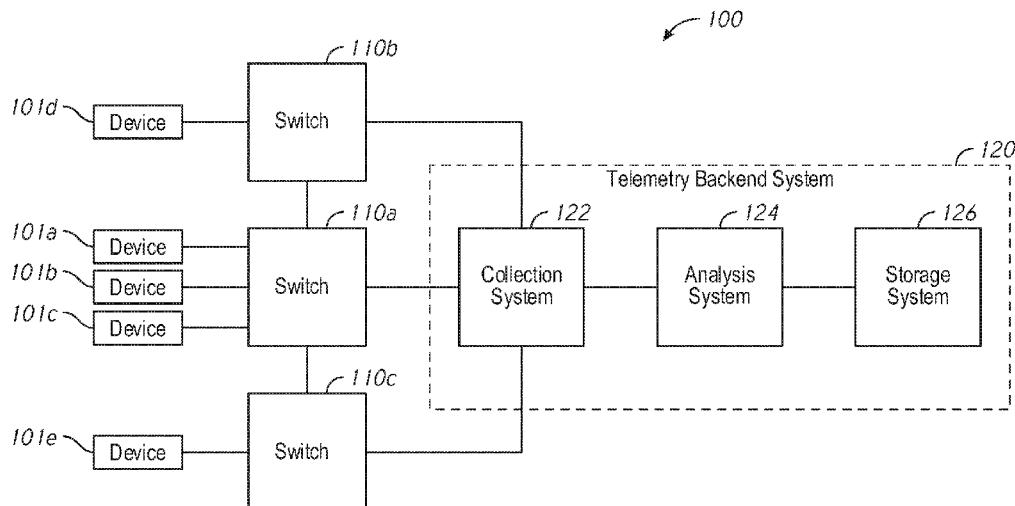 100
110b
101d
Device
Switch
120
Telemetry Backend System
110a
122
124
126
101a
Device
101b
Device
Switch
Collection
System
Analysis
System
Storage
System
101c
Device
110c
101e
Device
Switch